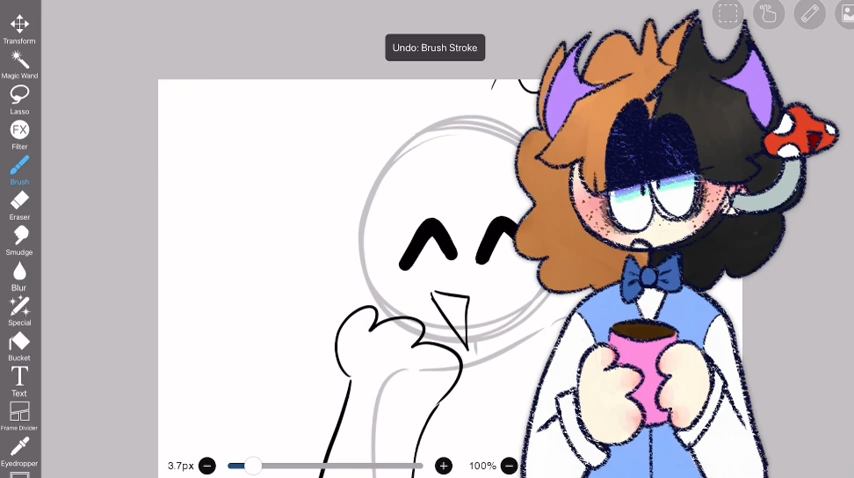 Undo: Brush Stroke
Transform
Magic Wand
Lasso
FX
Filter
Brush
Eraser
Smudge
Blur
Special
Bucket
T
Text
Frame Divider
Eyedropper
3.7px
100%